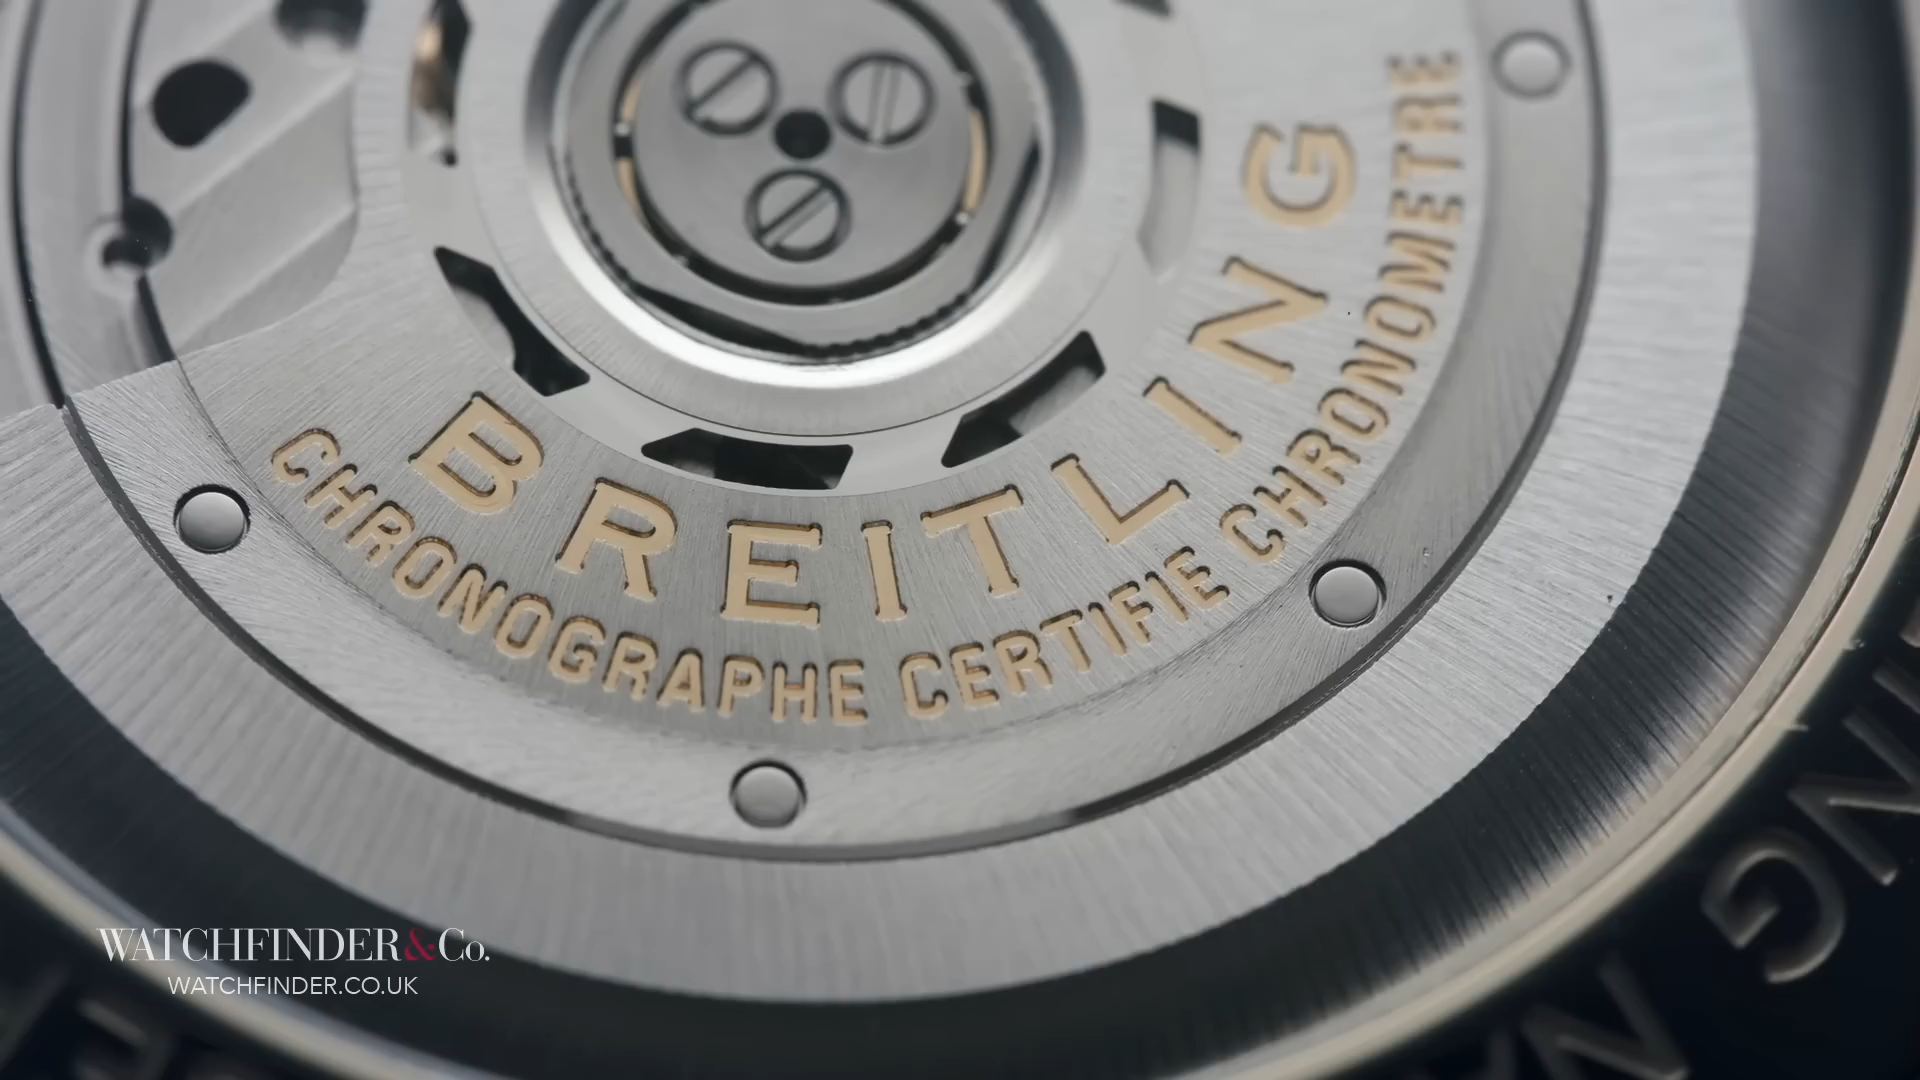 BREITLING
CHRONOGRAPHE CERTIFIE CHRONOMETRE
WATCHFINDER&Co.
WATCHFINDER.CO.UK